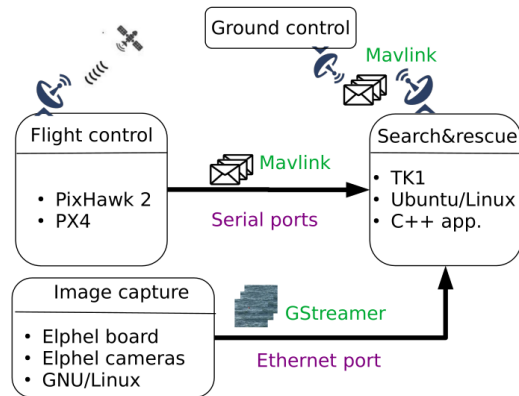 Ground control
Mavlink
Flight control
• PixHawk 2
• PX4
Mavlink
Serial ports
Search&rescue
• TK1
• Ubuntu/Linux
• C++ app.
Image capture
• Elphel board
• Elphel cameras
• GNU/Linux
GStreamer
Ethernet port